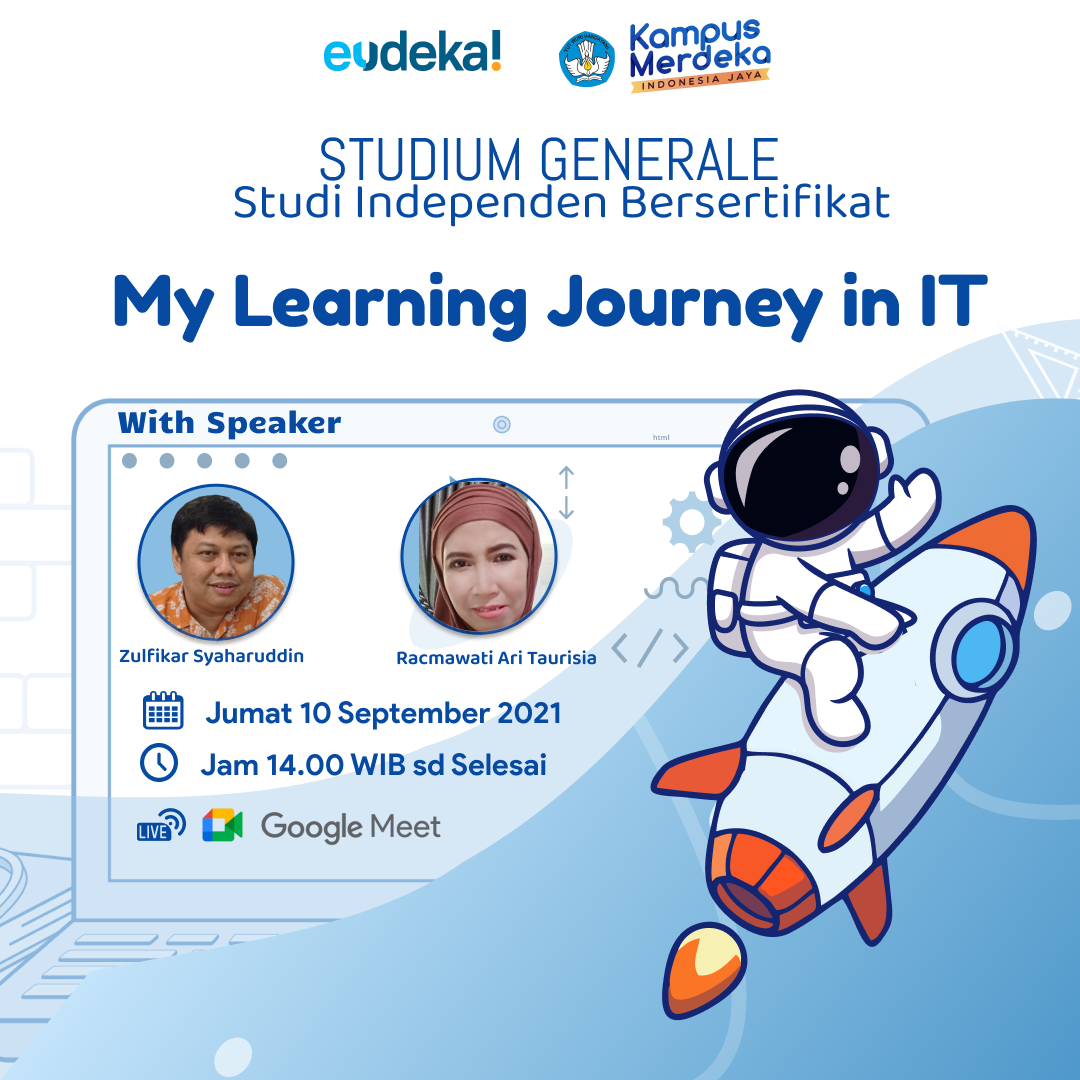 eudeka!
Kampus
Merdeka
INDONESIA JAYA
STUDIUM GENERALE
Studi Independen Bersertifikat
My Learning Journey in IT
With Speaker
html
Zulfikar Syaharuddin
Racmawati Ari Taurisia
</>
Jumat 10 September 2021
Jam 14.00 WIB sd Selesai
LIVE
Google Meet